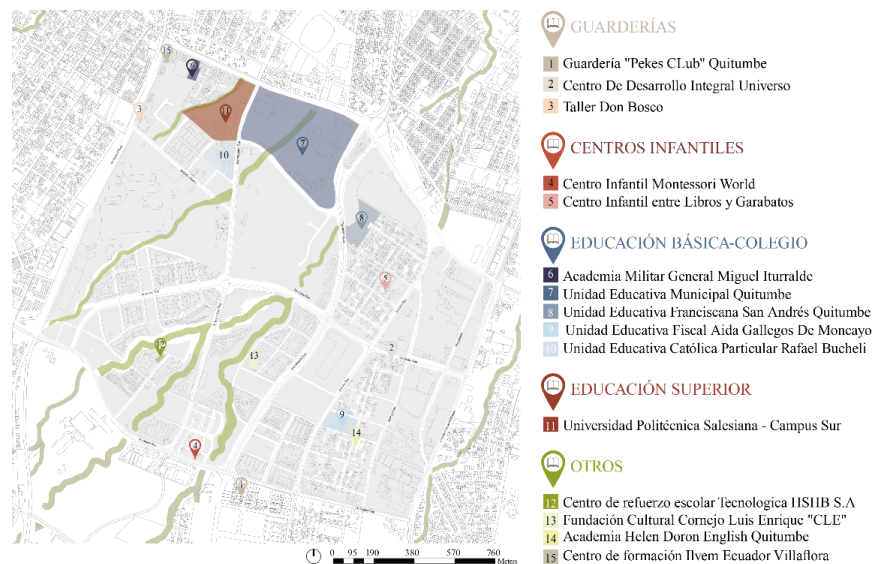 GUARDERÍAS
1 Guardería "Pekes CLub" Quitumbe
2 Centro De Desarrollo Integral Universo
3 Taller Don Bosco
CENTROS INFANTILES
4 Centro Infantil Montessori World
5 Centro Infantil entre Libros y Garabatos
EDUCACIÓN BÁSICA-COLEGIO
6 Academia Militar General Miguel Iturralde
7 Unidad Educativa Municipal Quitumbe
8 Unidad Educativa Franciscana San Andrés Quitumbe
9 Unidad Educativa Fiscal Aida Gallegos De Moncayo
10 Unidad Educativa Católica Particular Rafael Bucheli
EDUCACIÓN SUPERIOR
11 Universidad Politécnica Salesiana - Campus Sur
OTROS
12 Centro de refuerzo escolar Tecnologica HSHB S.A
13 Fundación Cultural Cornejo Luis Enrique "CLE"
14 Academia Helen Doron English Quitumbe
15 Centro de formación Ilvem Ecuador Villaflora
15
6
3
11
10
7
8
5
12
13
2
9
14
4
1
0 95 190 380 570 760
Meters